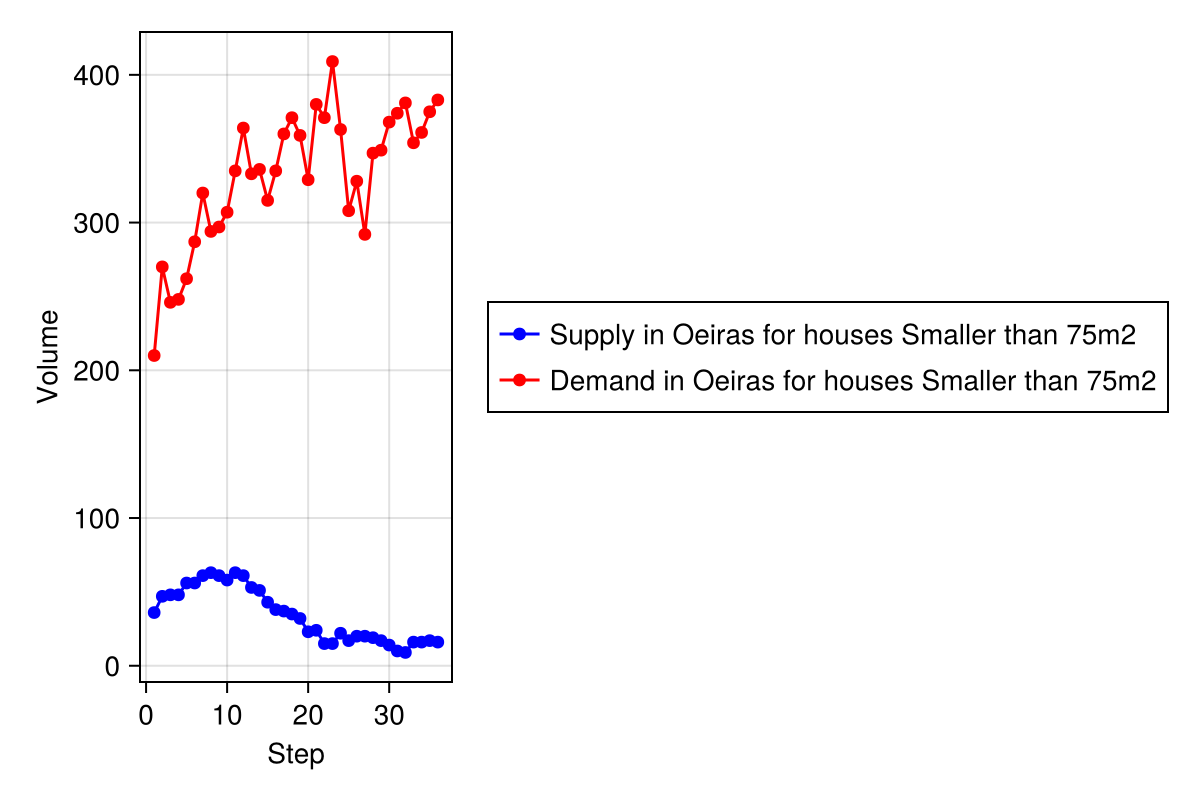 400
300
200
100
0
Volume
0 10 20 30
Step
Supply in Oeiras for houses Smaller than 75m2
Demand in Oeiras for houses Smaller than 75m2